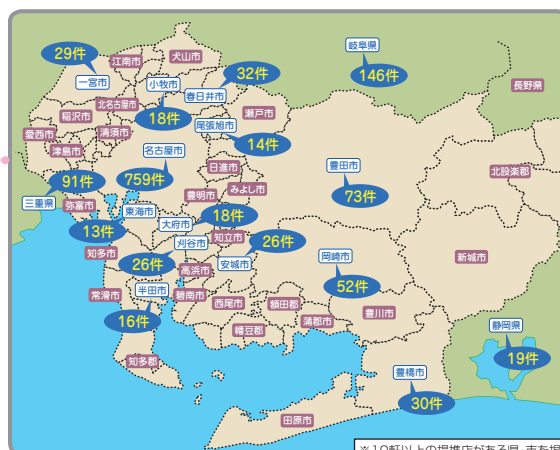 岐阜県
146件
29件
犬山市
江南市
一宮市
小牧市
32件
春日井市
長野県
北名古屋市
稲沢市
18件
瀬戸市
尾張旭市
愛西市
清須市
14件
津島市
名古屋市
日進市
豊田市
北設楽郡
91件
759件
みよし市
73件
豊明市
三重県
弥富市
東海市
18件
大府市
13件
知立市
26件
刈谷市
知多市
26件
安城市
岡崎市
新城市
高浜市
52件
半田市
常滑市
碧南市
西尾市
額田郡
豊川市
16件
蒲郡市
静岡県
幡豆郡
19件
知多郡
豊橋市
30件
田原市